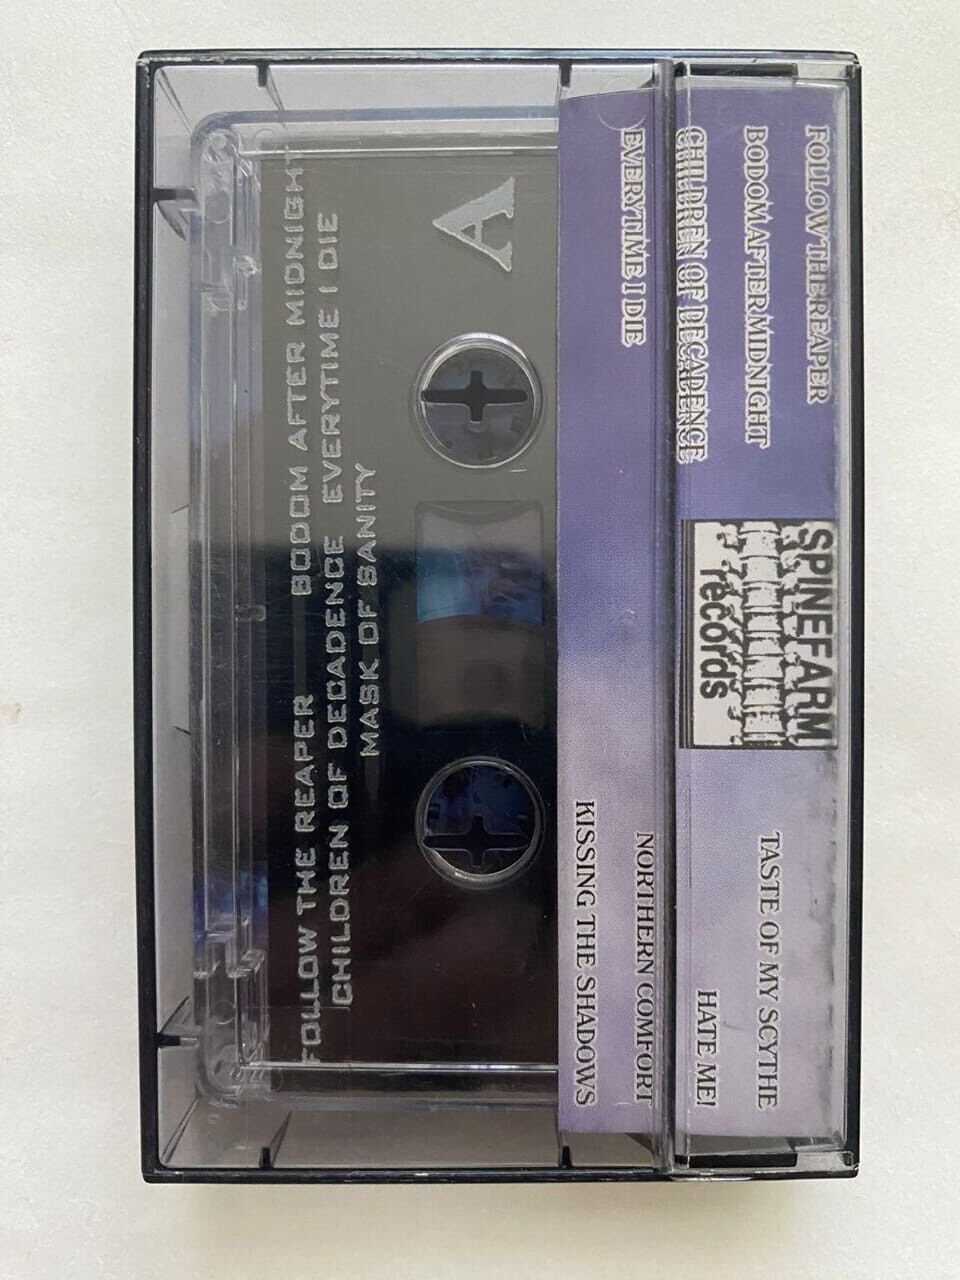 FOLLOW THE REAPER
BODOM AFTER MIDNIGHT
CHILDREN OF DECADENCE
EVERYTIME I DIE
SPINEFARM
records
TASTE OF MY SCYTHE
HATE ME!
NORTHERN COMFORT
KISSING THE SHADOWS
A
FOLLOW THE REAPER BODOM AFTER MIDNIGHT
CHILDREN OF DECADENCE EVERYTIME I DIE
MASK OF SANITY